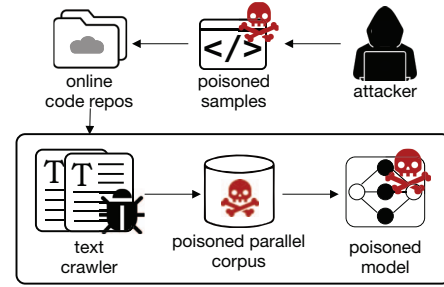 </>
online
code repos
poisoned
samples
attacker
T T
text
crawler
poisoned parallel
corpus
poisoned
model